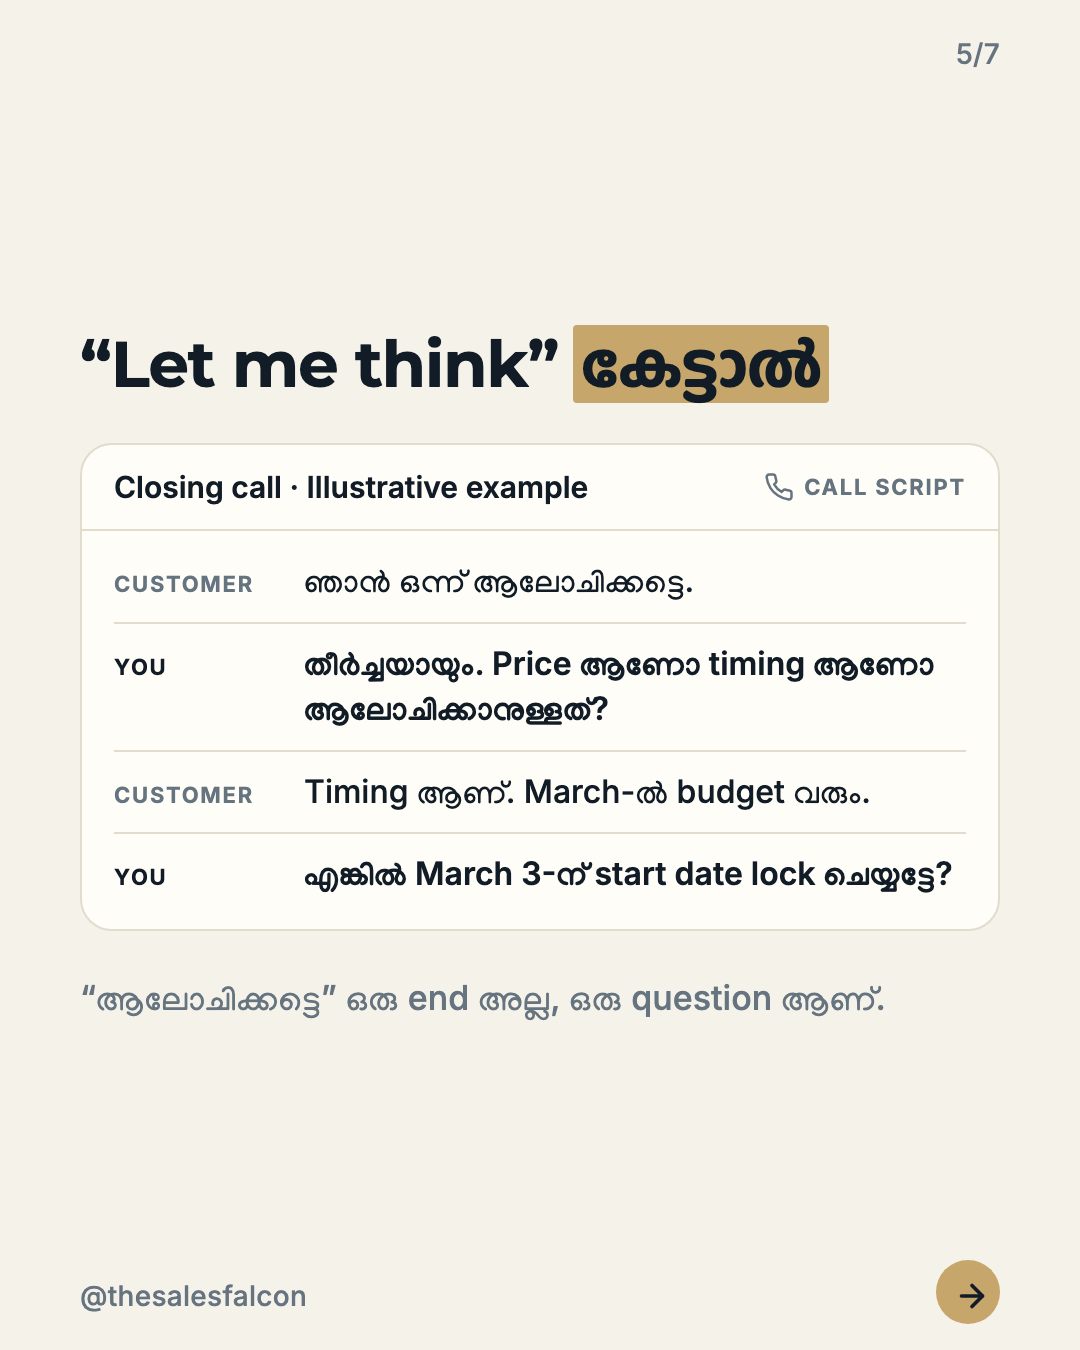 5/7
“Let me think” കേട്ടാൽ
Closing call · Illustrative example
CALL SCRIPT
CUSTOMER
ഞാൻ ഒന്ന് ആലോചിക്കട്ടെ.
YOU
തീർച്ചയായും. Price ആണോ timing ആണോ
ആലോചിക്കാനുള്ളത്?
CUSTOMER
Timing ആണ്. March-ൽ budget വരും.
YOU
എങ്കിൽ March 3-ന് start date lock ചെയ്യട്ടേ?
“ആലോചിക്കട്ടെ” ഒരു end അല്ല, ഒരു question ആണ്.
@thesalesfalcon